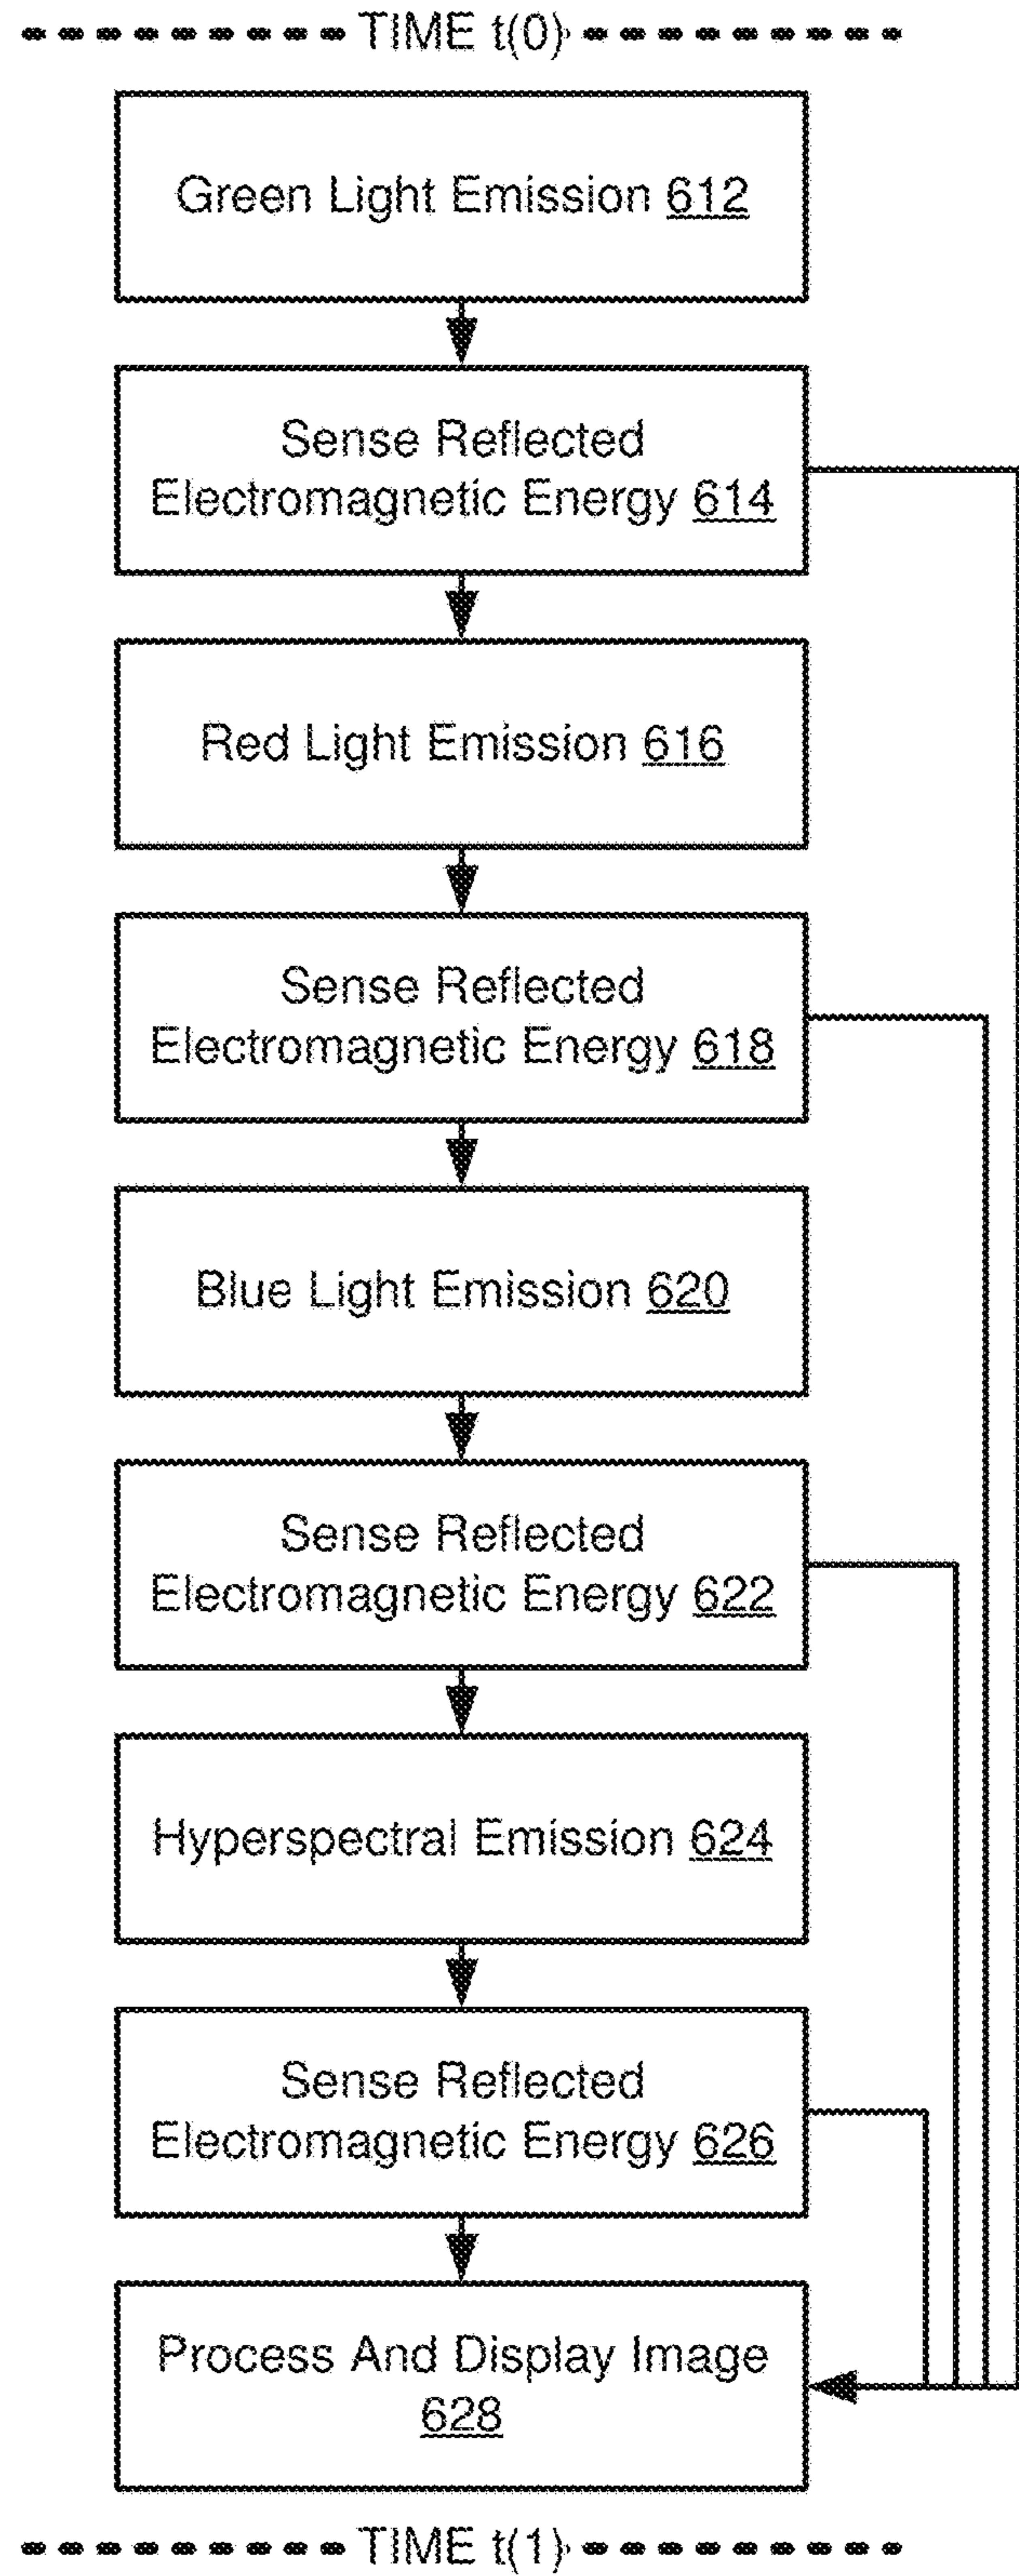 TIME t(0)
Green Light Emission 612
Sense Reflected
Electromagnetic Energy 614
Red Light Emission 616
Sense Reflected
Electromagnetic Energy 618
Blue Light Emission 620
Sense Reflected
Electromagnetic Energy 622
Hyperspectral Emission 624
Sense Reflected
Electromagnetic Energy 626
Process And Display Image
628
TIME t(1)